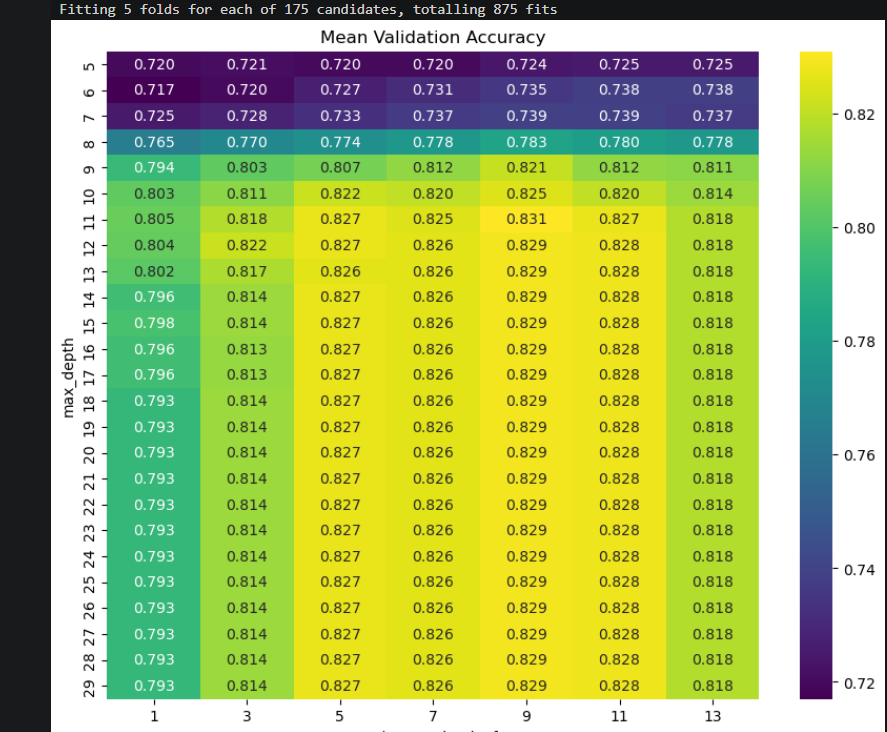 Fitting 5 folds for each of 175 candidates, totalling 875 fits
Mean Validation Accuracy
5 0.720 0.721 0.720 0.720 0.724 0.725 0.725
6 0.717 0.720 0.727 0.731 0.735 0.738 0.738
7 0.725 0.728 0.733 0.737 0.739 0.739 0.737
8 0.765 0.770 0.774 0.778 0.783 0.780 0.778
9 0.794 0.803 0.807 0.812 0.821 0.812 0.811
10 0.803 0.811 0.822 0.820 0.825 0.820 0.814
11 0.805 0.818 0.827 0.825 0.831 0.827 0.818
12 0.804 0.822 0.827 0.826 0.829 0.828 0.818
13 0.802 0.817 0.826 0.826 0.829 0.828 0.818
14 0.796 0.814 0.827 0.826 0.829 0.828 0.818
15 0.798 0.814 0.827 0.826 0.829 0.828 0.818
16 0.796 0.813 0.827 0.826 0.829 0.828 0.818
17 0.796 0.813 0.827 0.826 0.829 0.828 0.818
18 0.793 0.814 0.827 0.826 0.829 0.828 0.818
19 0.793 0.814 0.827 0.826 0.829 0.828 0.818
20 0.793 0.814 0.827 0.826 0.829 0.828 0.818
21 0.793 0.814 0.827 0.826 0.829 0.828 0.818
22 0.793 0.814 0.827 0.826 0.829 0.828 0.818
23 0.793 0.814 0.827 0.826 0.829 0.828 0.818
24 0.793 0.814 0.827 0.826 0.829 0.828 0.818
25 0.793 0.814 0.827 0.826 0.829 0.828 0.818
26 0.793 0.814 0.827 0.826 0.829 0.828 0.818
27 0.793 0.814 0.827 0.826 0.829 0.828 0.818
28 0.793 0.814 0.827 0.826 0.829 0.828 0.818
29 0.793 0.814 0.827 0.826 0.829 0.828 0.818
1 3 5 7 9 11 13
max_depth
0.82
0.80
0.78
0.76
0.74
0.72